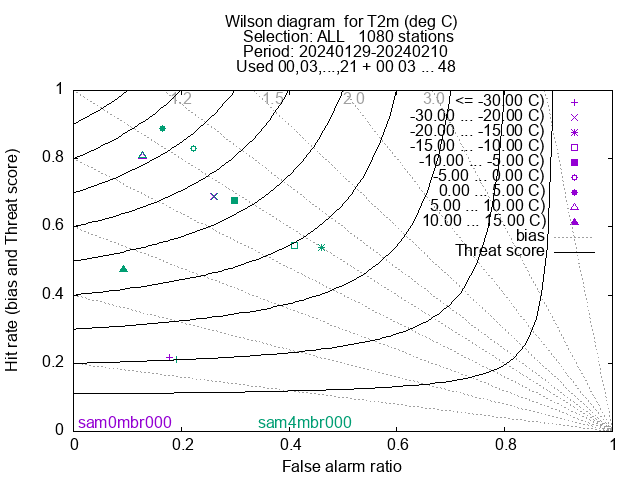 Wilson diagram for T2m (deg C)
Selection: ALL 1080 stations
Period: 20240129-20240210
Used 00,03,...,21 + 00 03 ... 48
1.2 1.5 2.0 3.0
<= -30.00 C)
-30.00 ... -20.00 C)
-20.00 ... -15.00 C)
-15.00 ... -10.00 C)
-10.00 ... -5.00 C)
-5.00 ... 0.00 C)
0.00 ... 5.00 C)
5.00 ... 10.00 C)
10.00 ... 15.00 C)
bias
Threat score
Hit rate (bias and Threat score)
1
0.8
0.6
0.4
0.2
0
sam0mbr000 sam4mbr000
0 0.2 0.4 0.6 0.8 1
False alarm ratio